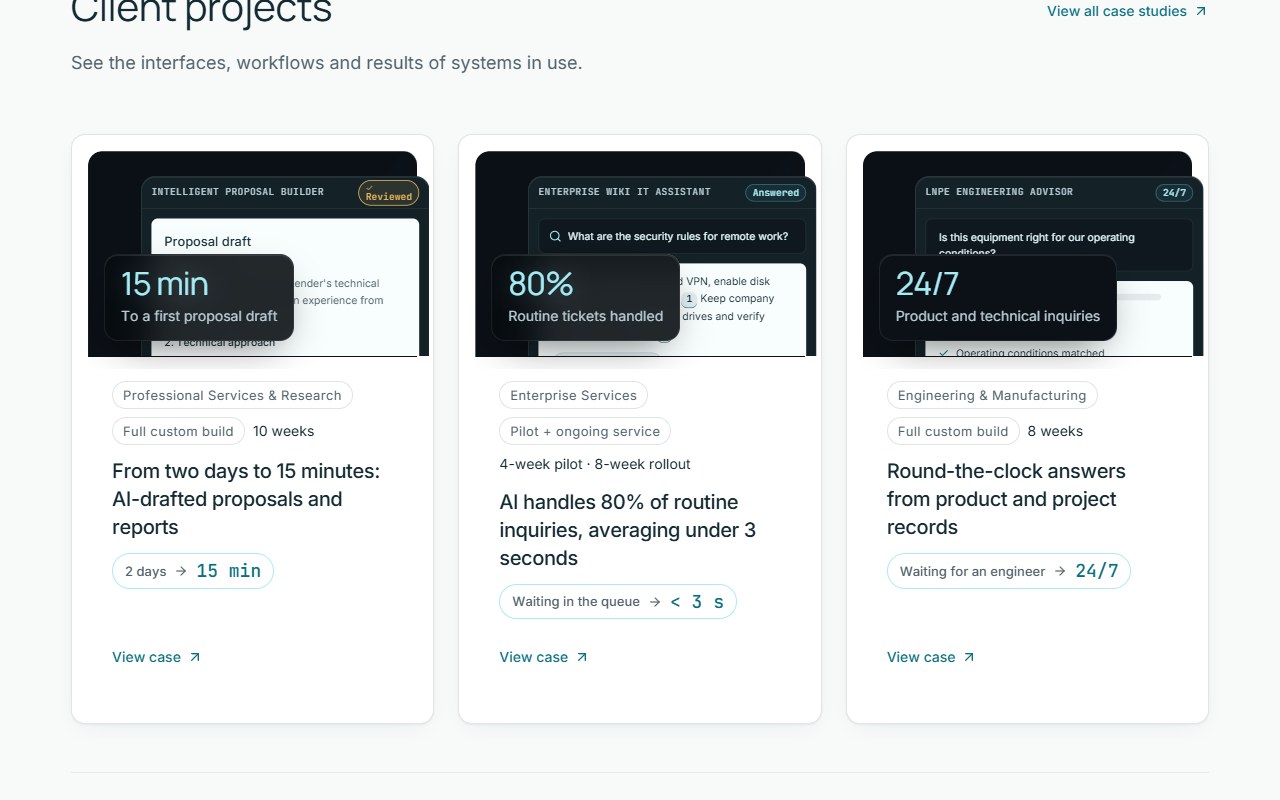 Client projects
View all case studies
See the interfaces, workflows and results of systems in use.
INTELLIGENT PROPOSAL BUILDER
✓ Reviewed
Proposal draft
ender's technical
n experience from
15 min
To a first proposal draft
2. Technical approach
Professional Services & Research
Full custom build
10 weeks
From two days to 15 minutes:
AI-drafted proposals and
reports
2 days → 15 min
View case
ENTERPRISE WIKI IT ASSISTANT
Answered
What are the security rules for remote work?
d VPN, enable disk
1 Keep company
drives and verify
80%
Routine tickets handled
Enterprise Services
Pilot + ongoing service
4-week pilot · 8-week rollout
AI handles 80% of routine
inquiries, averaging under 3
seconds
Waiting in the queue → < 3 s
View case
LNPE ENGINEERING ADVISOR
24/7
Is this equipment right for our operating
conditions?
24/7
Product and technical inquiries
✓ Operating conditions matched
Engineering & Manufacturing
Full custom build
8 weeks
Round-the-clock answers
from product and project
records
Waiting for an engineer → 24/7
View case